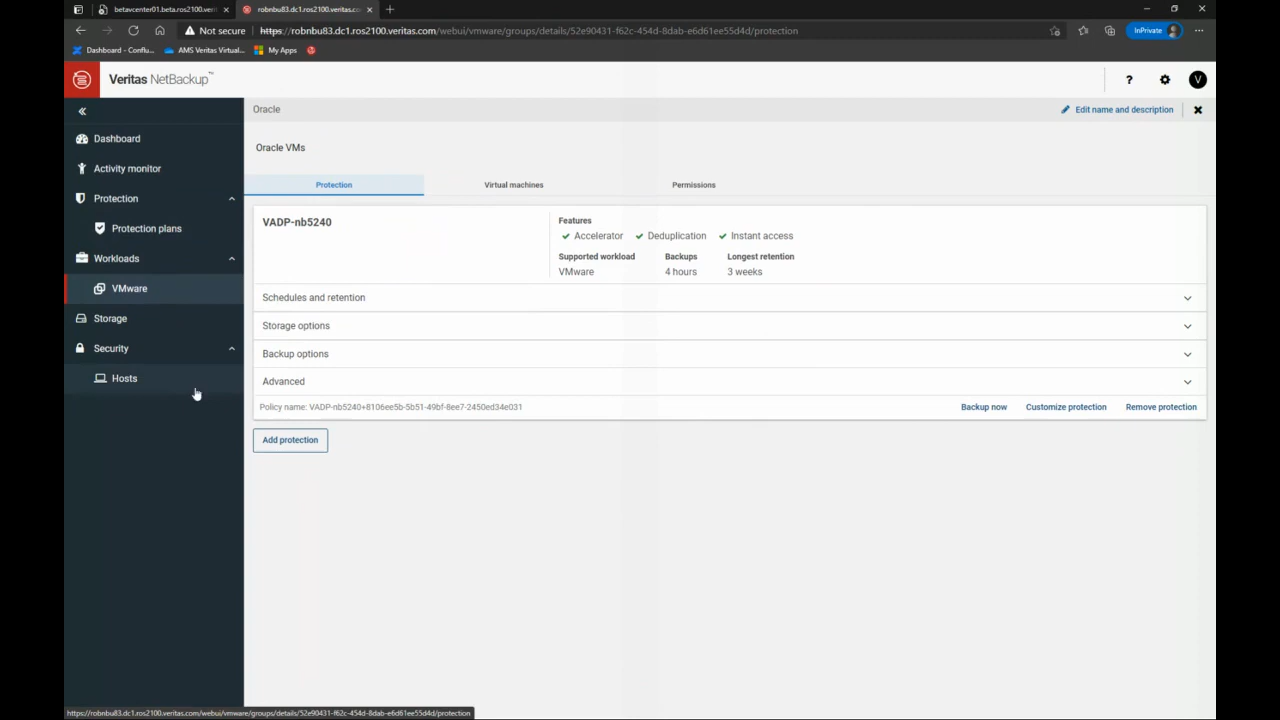 betavcenter01.beta.ros2100.veri
robnbu83.dc1.ros2100.veritas.co
Not secure
https://robnbu83.dc1.ros2100.veritas.com/webui/vmware/groups/details/52e90431-f62c-454d-8dab-e6d61ee55d4d/protection
InPrivate
Dashboard - Conflu...
AMS Veritas Virtual...
My Apps
Veritas NetBackup™
?
V
Dashboard
Activity monitor
Protection
Protection plans
Workloads
VMware
Storage
Security
Hosts
Oracle
Edit name and description
Oracle VMs
Protection
Virtual machines
Permissions
VADP-nb5240
Features
Accelerator
Deduplication
Instant access
Supported workload
Backups
Longest retention
VMware
4 hours
3 weeks
Schedules and retention
Storage options
Backup options
Advanced
Policy name: VADP-nb5240+8106ee5b-5b51-49bf-8ee7-2450ed34e031
Backup now
Customize protection
Remove protection
Add protection
https://robnbu83.dc1.ros2100.veritas.com/webui/vmware/groups/details/52e90431-f62c-454d-8dab-e6d61ee55d4d/protection